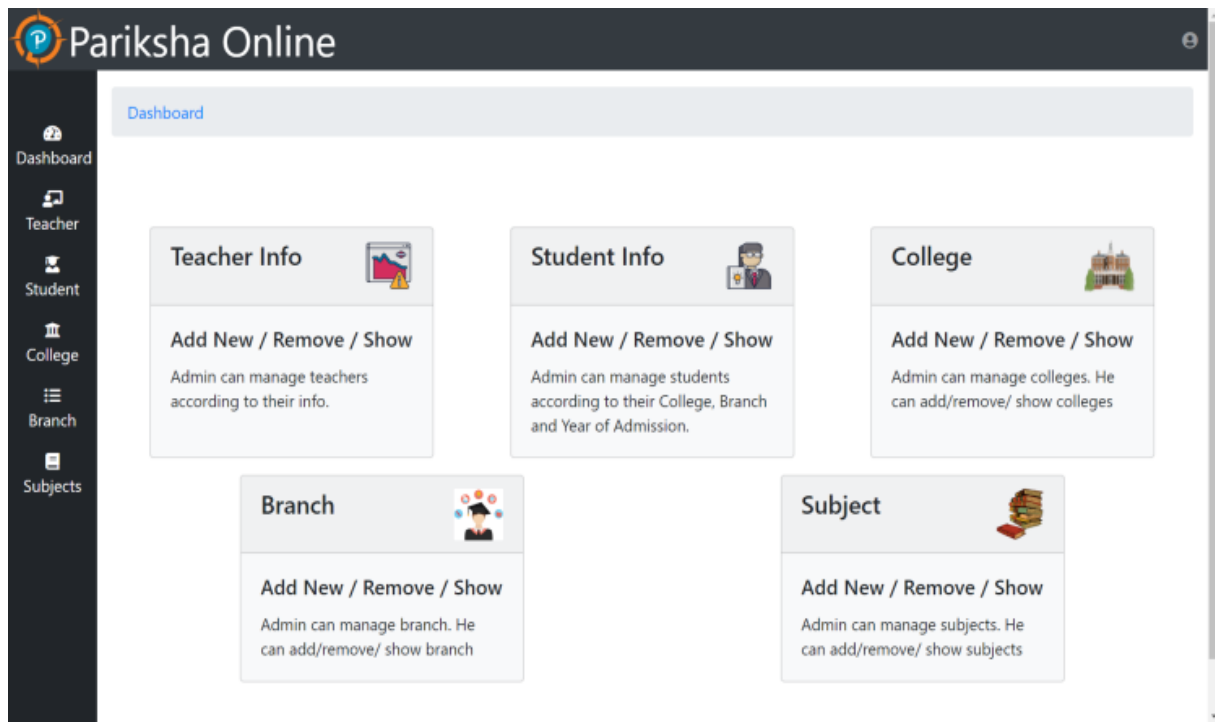 Pariksha Online
Dashboard
Dashboard
Teacher
Student
College
Branch
Subjects
Teacher Info
Add New / Remove / Show
Admin can manage teachers
according to their info.
Student Info
Add New / Remove / Show
Admin can manage students
according to their College, Branch
and Year of Admission.
College
Add New / Remove / Show
Admin can manage colleges. He
can add/remove/ show colleges
Branch
Add New / Remove / Show
Admin can manage branch. He
can add/remove/ show branch
Subject
Add New / Remove / Show
Admin can manage subjects. He
can add/remove/ show subjects